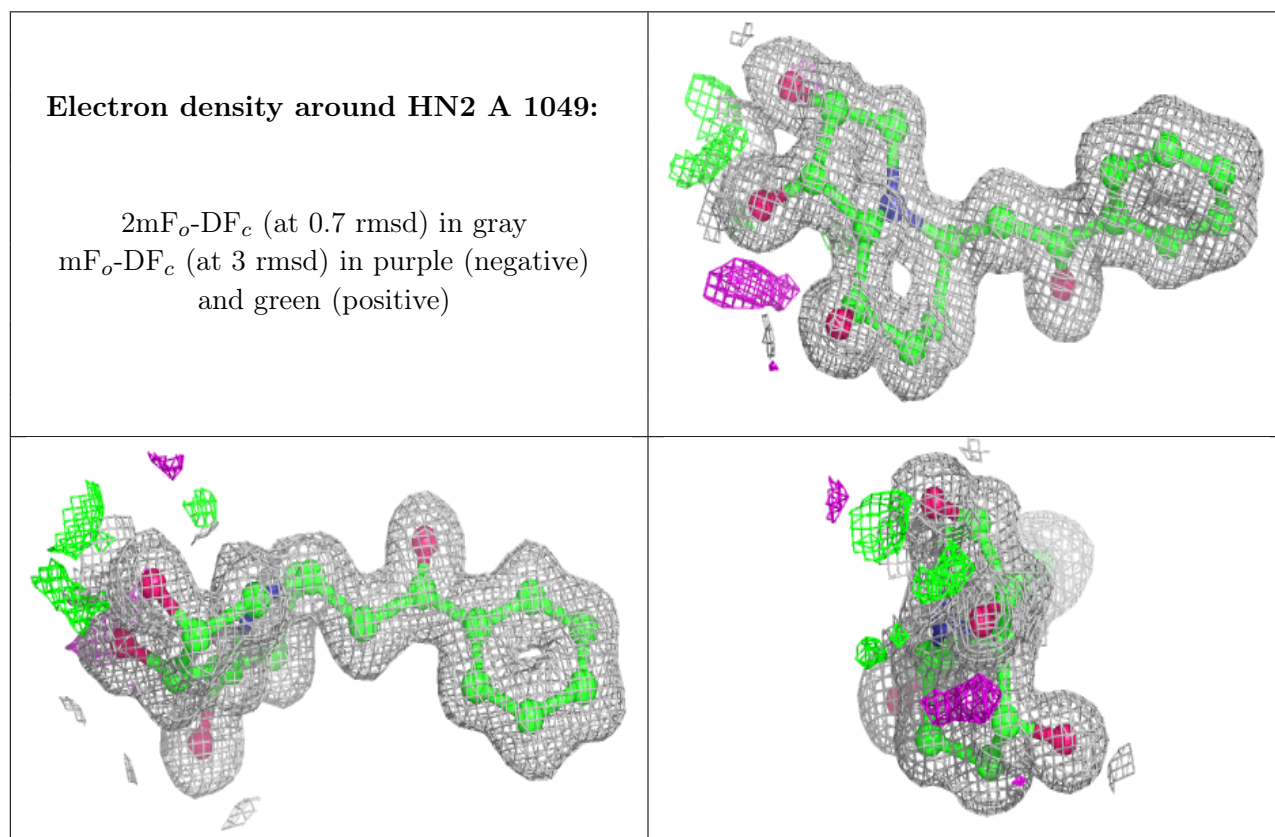 Electron density around HN2 A 1049:
2mFo-DFc (at 0.7 rmsd) in gray
mFo-DFc (at 3 rmsd) in purple (negative)
and green (positive)